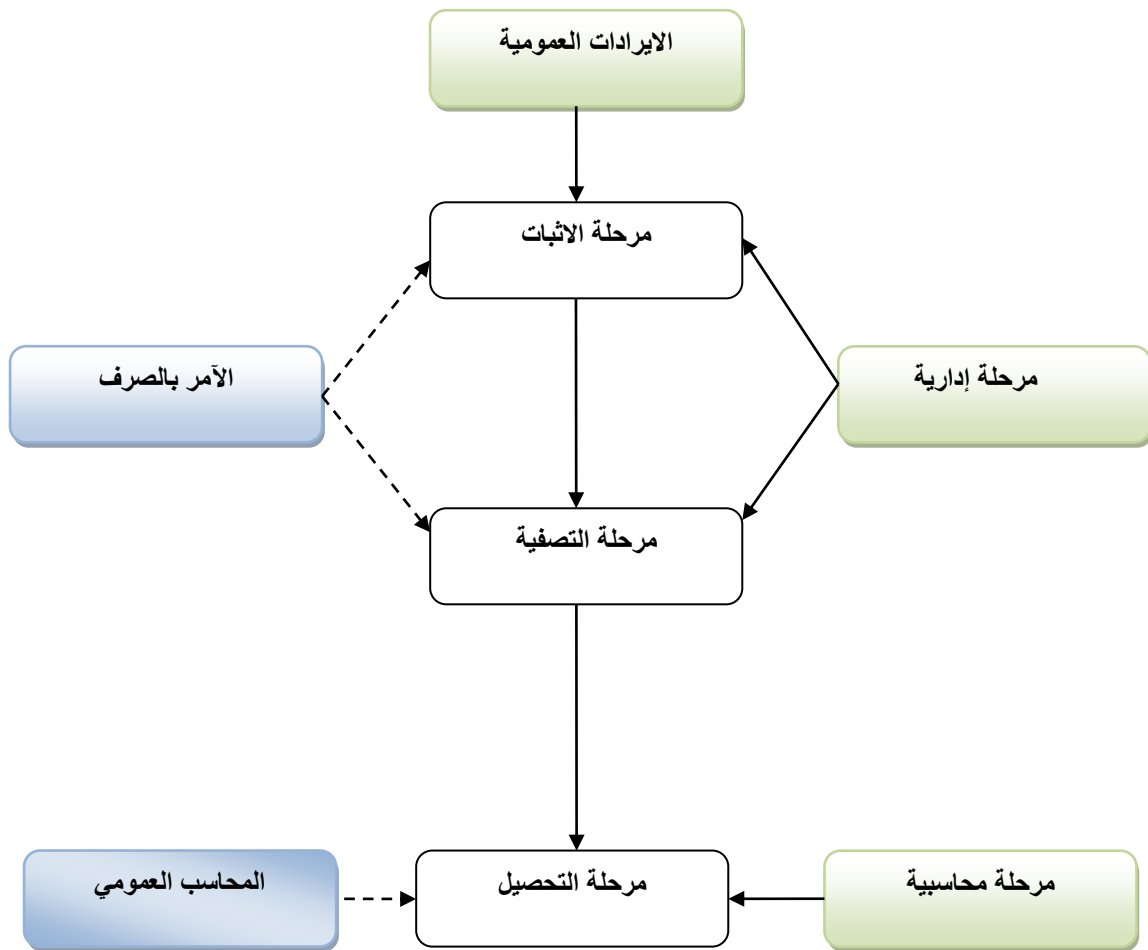 الايرادات العمومية
مرحلة الاثبات
مرحلة إدارية
الآمر بالصرف
مرحلة التصفية
مرحلة محاسبية
مرحلة التحصيل
المحاسب العمومي